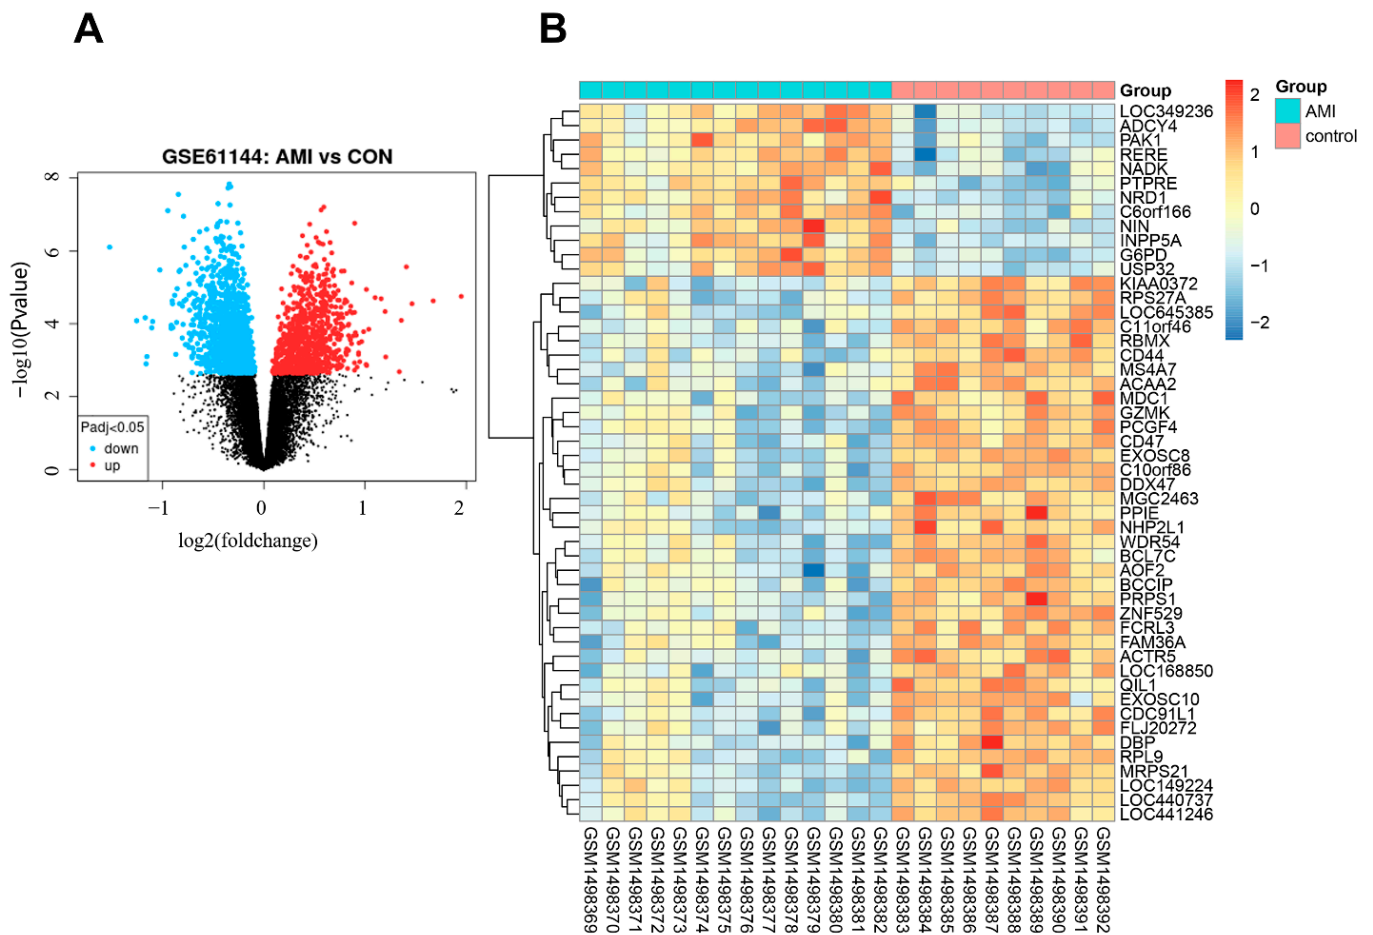 A
B
GSE61144: AMI vs CON
−log10(Pvalue)
8
6
4
2
0
Padj<0.05
down
up
−1
0
1
2
log2(foldchange)
Group
LOC349236
ADCY4
PAK1
RERE
NADK
PTPRE
NRD1
C6orf166
NIN
INPP5A
G6PD
USP32
KIAA0372
RPS27A
LOC645385
C11orf46
RBMX
CD44
MS4A7
ACAA2
MDC1
GZMK
PCGF4
CD47
EXOSC8
C10orf86
DDX47
MGC2463
PPIE
NHP2L1
WDR54
BCL7C
AOF2
BCCIP
PRPS1
ZNF529
FCRL3
FAM36A
ACTR5
LOC168850
QIL1
EXOSC10
CDC91L1
FLJ20272
DBP
RPL9
MRPS21
LOC149224
LOC440737
LOC441246
GSM1498369
GSM1498370
GSM1498371
GSM1498372
GSM1498373
GSM1498374
GSM1498375
GSM1498376
GSM1498377
GSM1498378
GSM1498379
GSM1498380
GSM1498381
GSM1498382
GSM1498383
GSM1498384
GSM1498385
GSM1498386
GSM1498387
GSM1498388
GSM1498389
GSM1498390
GSM1498391
GSM1498392
2
1
0
−1
−2
Group
AMI
control